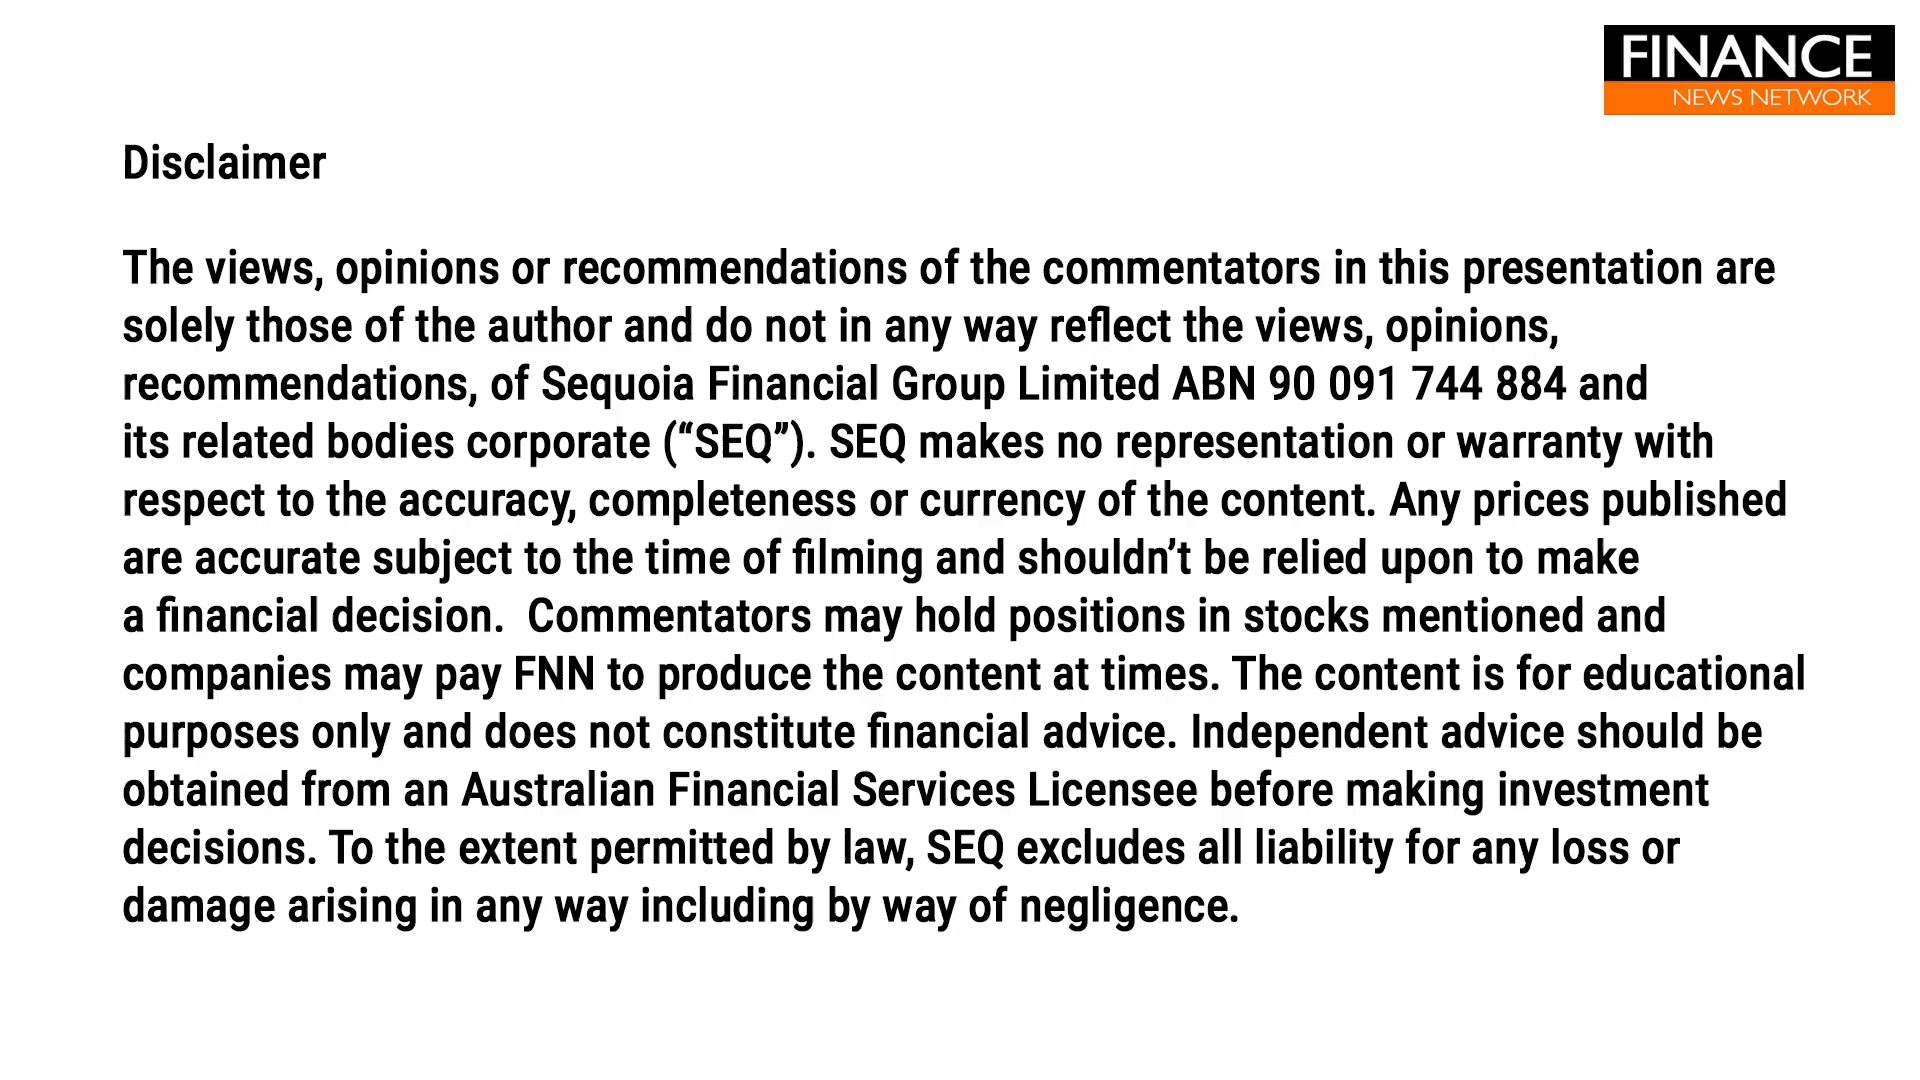 FINANCE
NEWS NETWORK
Disclaimer
The views, opinions or recommendations of the commentators in this presentation are
solely those of the author and do not in any way reflect the views, opinions,
recommendations, of Sequoia Financial Group Limited ABN 90 091 744 884 and
its related bodies corporate (“SEQ”). SEQ makes no representation or warranty with
respect to the accuracy, completeness or currency of the content. Any prices published
are accurate subject to the time of filming and shouldn’t be relied upon to make
a financial decision.  Commentators may hold positions in stocks mentioned and
companies may pay FNN to produce the content at times. The content is for educational
purposes only and does not constitute financial advice. Independent advice should be
obtained from an Australian Financial Services Licensee before making investment
decisions. To the extent permitted by law, SEQ excludes all liability for any loss or
damage arising in any way including by way of negligence.